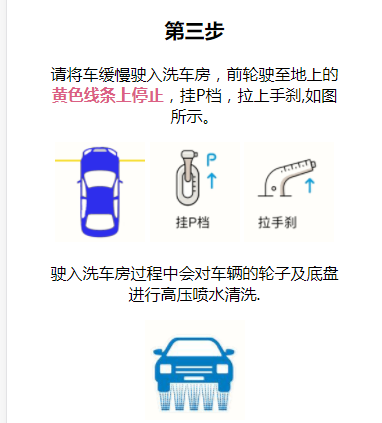 第三步
请将车缓慢驶入洗车房，前轮驶至地上的
黄色线条上停止，挂P档，拉上手刹,如图
所示。
P
挂P档 拉手刹
驶入洗车房过程中会对车辆的轮子及底盘
进行高压喷水清洗.